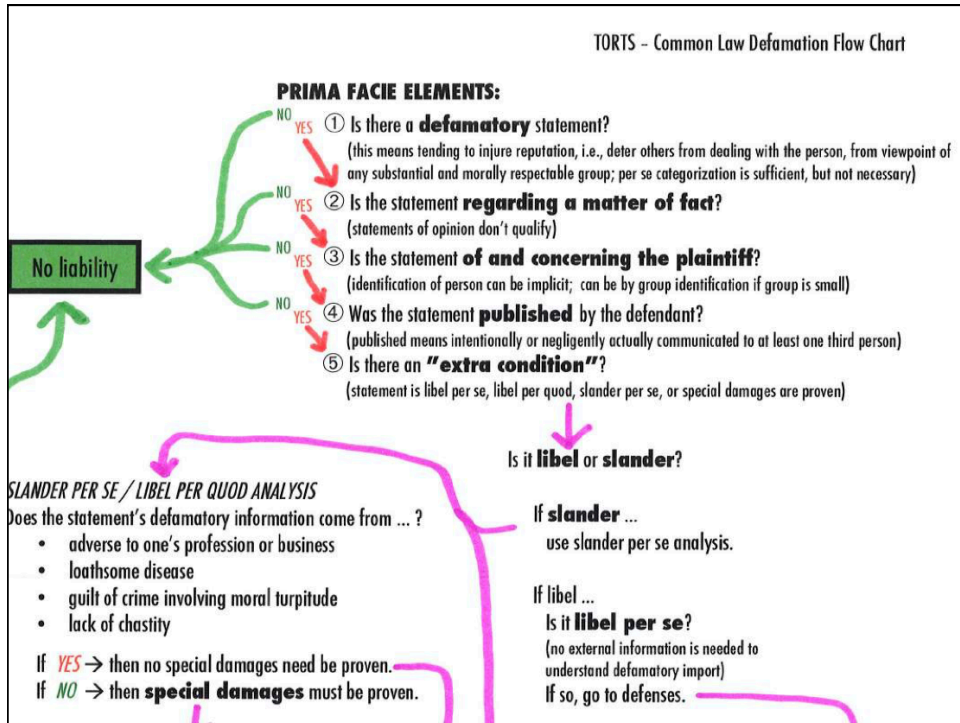 TORTS – Common Law Defamation Flow Chart
PRIMA FACIE ELEMENTS:
NO
YES ① Is there a defamatory statement?
(this means tending to injure reputation, i.e., deter others from dealing with the person, from viewpoint of
any substantial and morally respectable group; per se categorization is sufficient, but not necessary)
NO
YES ② Is the statement regarding a matter of fact?
(statements of opinion don't qualify)
NO
YES ③ Is the statement of and concerning the plaintiff?
(identification of person can be implicit; can be by group identification if group is small)
NO
YES ④ Was the statement published by the defendant?
(published means intentionally or negligently actually communicated to at least one third person)
⑤ Is there an "extra condition"?
(statement is libel per se, libel per quod, slander per se, or special damages are proven)
No liability
Is it libel or slander?
If slander ...
use slander per se analysis.
If libel ...
Is it libel per se?
(no external information is needed to
understand defamatory import)
If so, go to defenses.
SLANDER PER SE / LIBEL PER QUOD ANALYSIS
Does the statement's defamatory information come from ... ?
• adverse to one's profession or business
• loathsome disease
• guilt of crime involving moral turpitude
• lack of chastity
If YES → then no special damages need be proven.
If NO → then special damages must be proven.